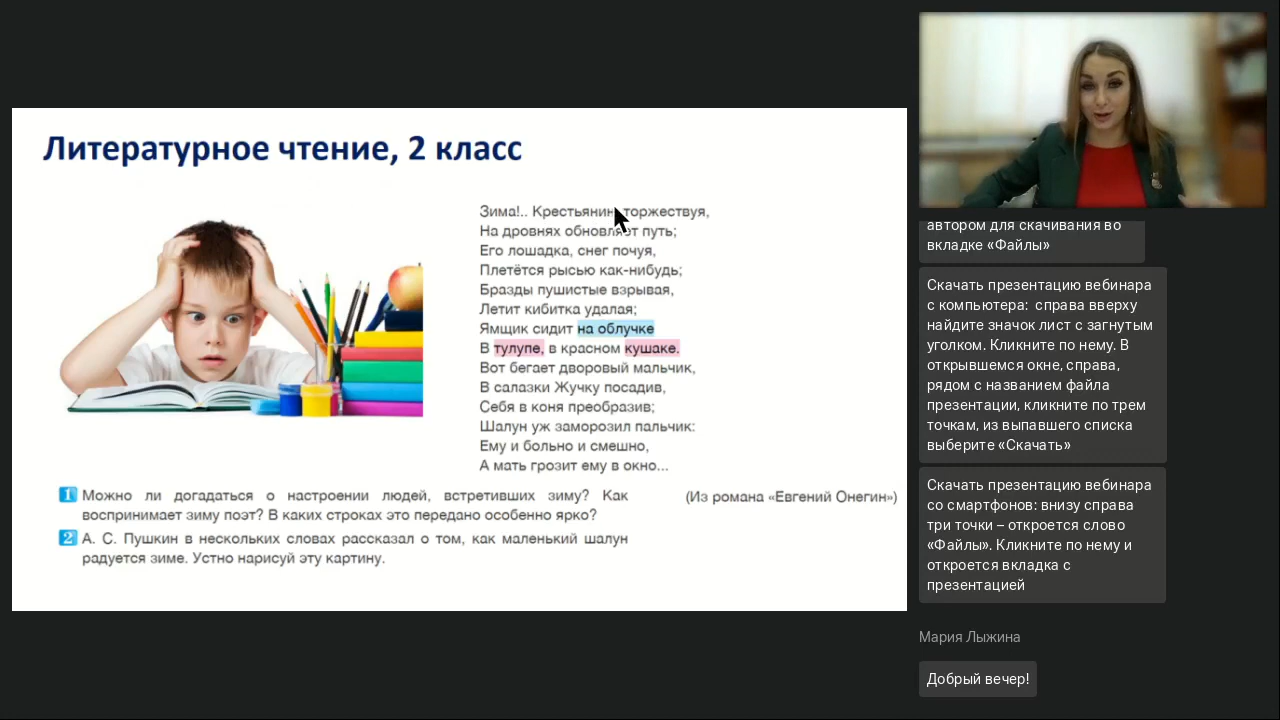 Литературное чтение, 2 класс
Зима!.. Крестьянин, торжествуя,
На дровнях обновляет путь;
Его лошадка, снег почуя,
Плетётся рысью как-нибудь;
Бразды пушистые взрывая,
Летит кибитка удалая;
Ямщик сидит на облучке
В тулупе, в красном кушаке.
Вот бегает дворовый мальчик,
В салазки Жучку посадив,
Себя в коня преобразив;
Шалун уж заморозил пальчик:
Ему и больно и смешно,
А мать грозит ему в окно...
(Из романа «Евгений Онегин»)
1 Можно ли догадаться о настроении людей, встретивших зиму? Как
воспринимает зиму поэт? В каких строках это передано особенно ярко?
2 А. С. Пушкин в нескольких словах рассказал о том, как маленький шалун
радуется зиме. Устно нарисуй эту картину.
автором для скачивания во
вкладке «Файлы»
Скачать презентацию вебинара
с компьютера: справа вверху
найдите значок лист с загнутым
уголком. Кликните по нему. В
открывшемся окне, справа,
рядом с названием файла
презентации, кликните по трем
точкам, из выпавшего списка
выберите «Скачать»
Скачать презентацию вебинара
со смартфонов: внизу справа
три точки – откроется слово
«Файлы». Кликните по нему и
откроется вкладка с
презентацией
Мария Лыжина
Добрый вечер!